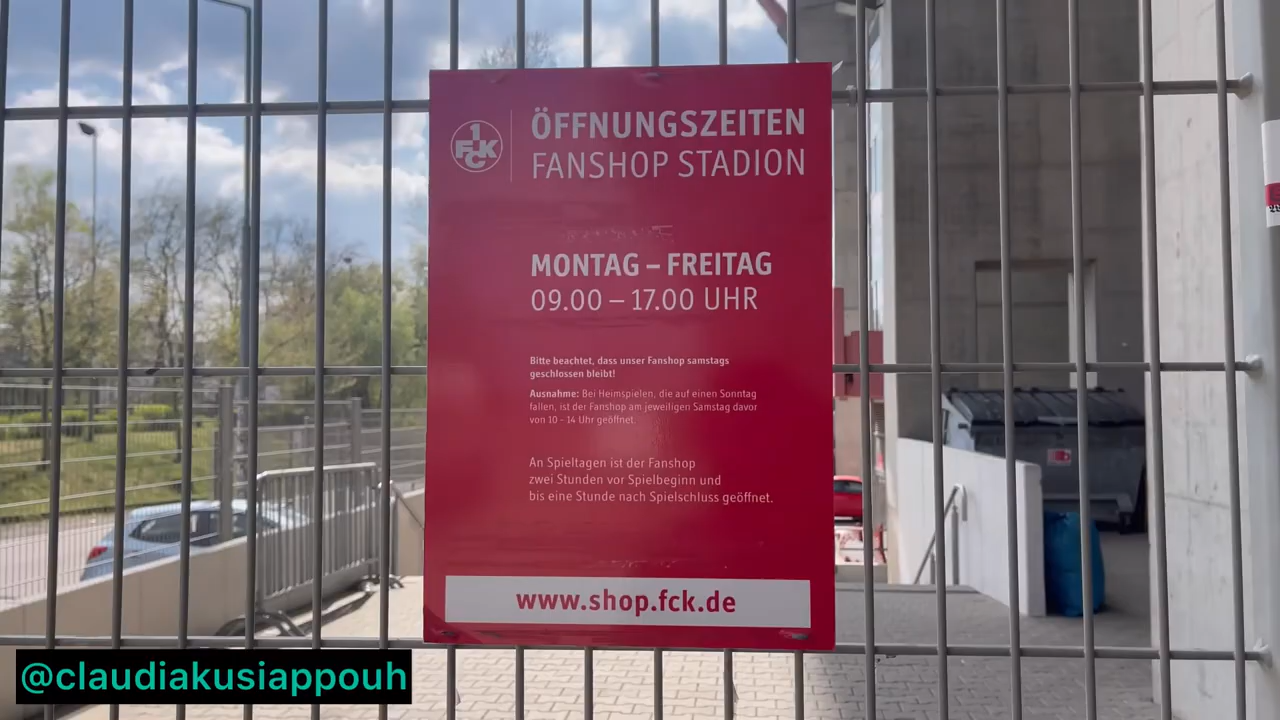 1
FCK
ÖFFNUNGSZEITEN
FANSHOP STADION
MONTAG – FREITAG
09.00 – 17.00 UHR
Bitte beachtet, dass unser Fanshop samstags
geschlossen bleibt!
Ausnahme: Bei Heimspielen, die auf einen Sonntag
fallen, ist der Fanshop am jeweiligen Samstag davor
von 10 - 14 Uhr geöffnet.
An Spieltagen ist der Fanshop
zwei Stunden vor Spielbeginn und
bis eine Stunde nach Spielschluss geöffnet.
www.shop.fck.de
@claudiakusiappouh